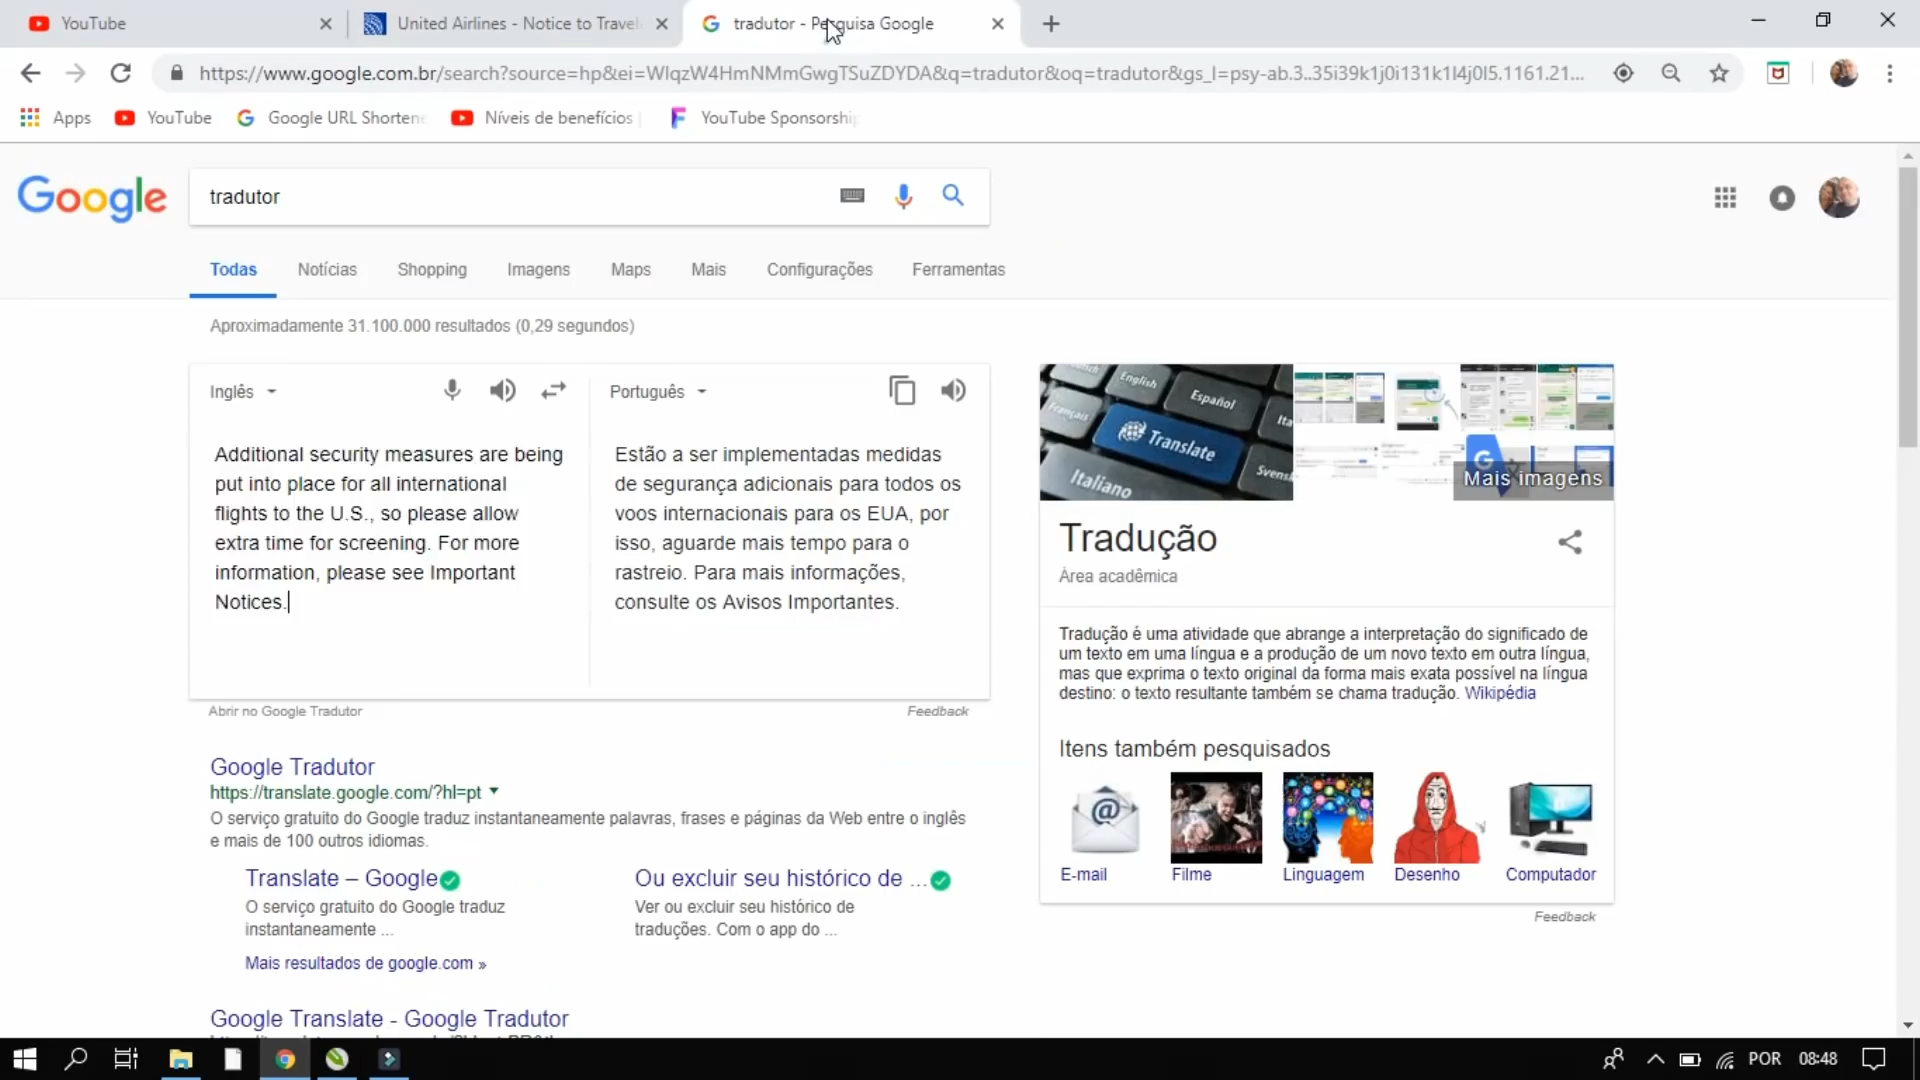 YouTube
United Airlines - Notice to Travel
tradutor - Pesquisa Google
https://www.google.com.br/search?source=hp&ei=WlqzW4HmNMmGwgTSuZDYDA&q=tradutor&oq=tradutor&gs_l=psy-ab.3..35i39k1j0i131k1l4j0l5.1161.21...
Apps
YouTube
Google URL Shortene
Níveis de benefícios
YouTube Sponsorship
Google
tradutor
Todas
Notícias
Shopping
Imagens
Maps
Mais
Configurações
Ferramentas
Aproximadamente 31.100.000 resultados (0,29 segundos)
Inglês
Português
Additional security measures are being
put into place for all international
flights to the U.S., so please allow
extra time for screening. For more
information, please see Important
Notices.
Estão a ser implementadas medidas
de segurança adicionais para todos os
voos internacionais para os EUA, por
isso, aguarde mais tempo para o
rastreio. Para mais informações,
consulte os Avisos Importantes.
Abrir no Google Tradutor
Feedback
Google Tradutor
https://translate.google.com/?hl=pt
O serviço gratuito do Google traduz instantaneamente palavras, frases e páginas da Web entre o inglês
e mais de 100 outros idiomas.
Translate – Google
O serviço gratuito do Google traduz
instantaneamente ...
Ou excluir seu histórico de ...
Ver ou excluir seu histórico de
traduções. Com o app do ...
Mais resultados de google.com »
Google Translate - Google Tradutor
English
Español
Français
Translate
Italiano
Svens
Ita
Mais imagens
Tradução
Área acadêmica
Tradução é uma atividade que abrange a interpretação do significado de
um texto em uma língua e a produção de um novo texto em outra língua,
mas que exprima o texto original da forma mais exata possível na língua
destino: o texto resultante também se chama tradução. Wikipédia
Itens também pesquisados
E-mail
Filme
Linguagem
Desenho
Computador
Feedback
POR
08:48